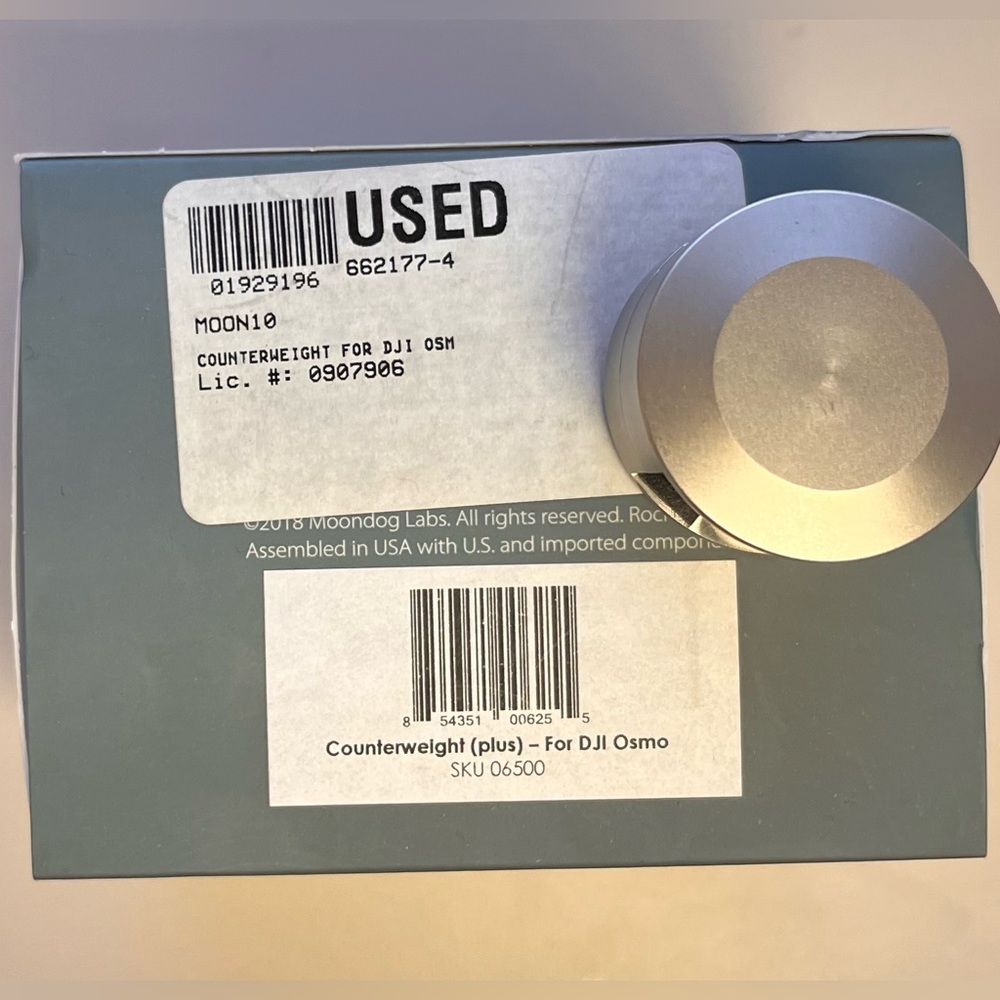 USED
01929196 662177-4
MOON10
COUNTERWEIGHT FOR DJI OSM
Lic. #: 0907906
©2018 Moondog Labs. All rights reserved.
Assembled in USA with U.S. and imported
8 54351 00625 5
Counterweight (plus) – For DJI Osmo
SKU 06500